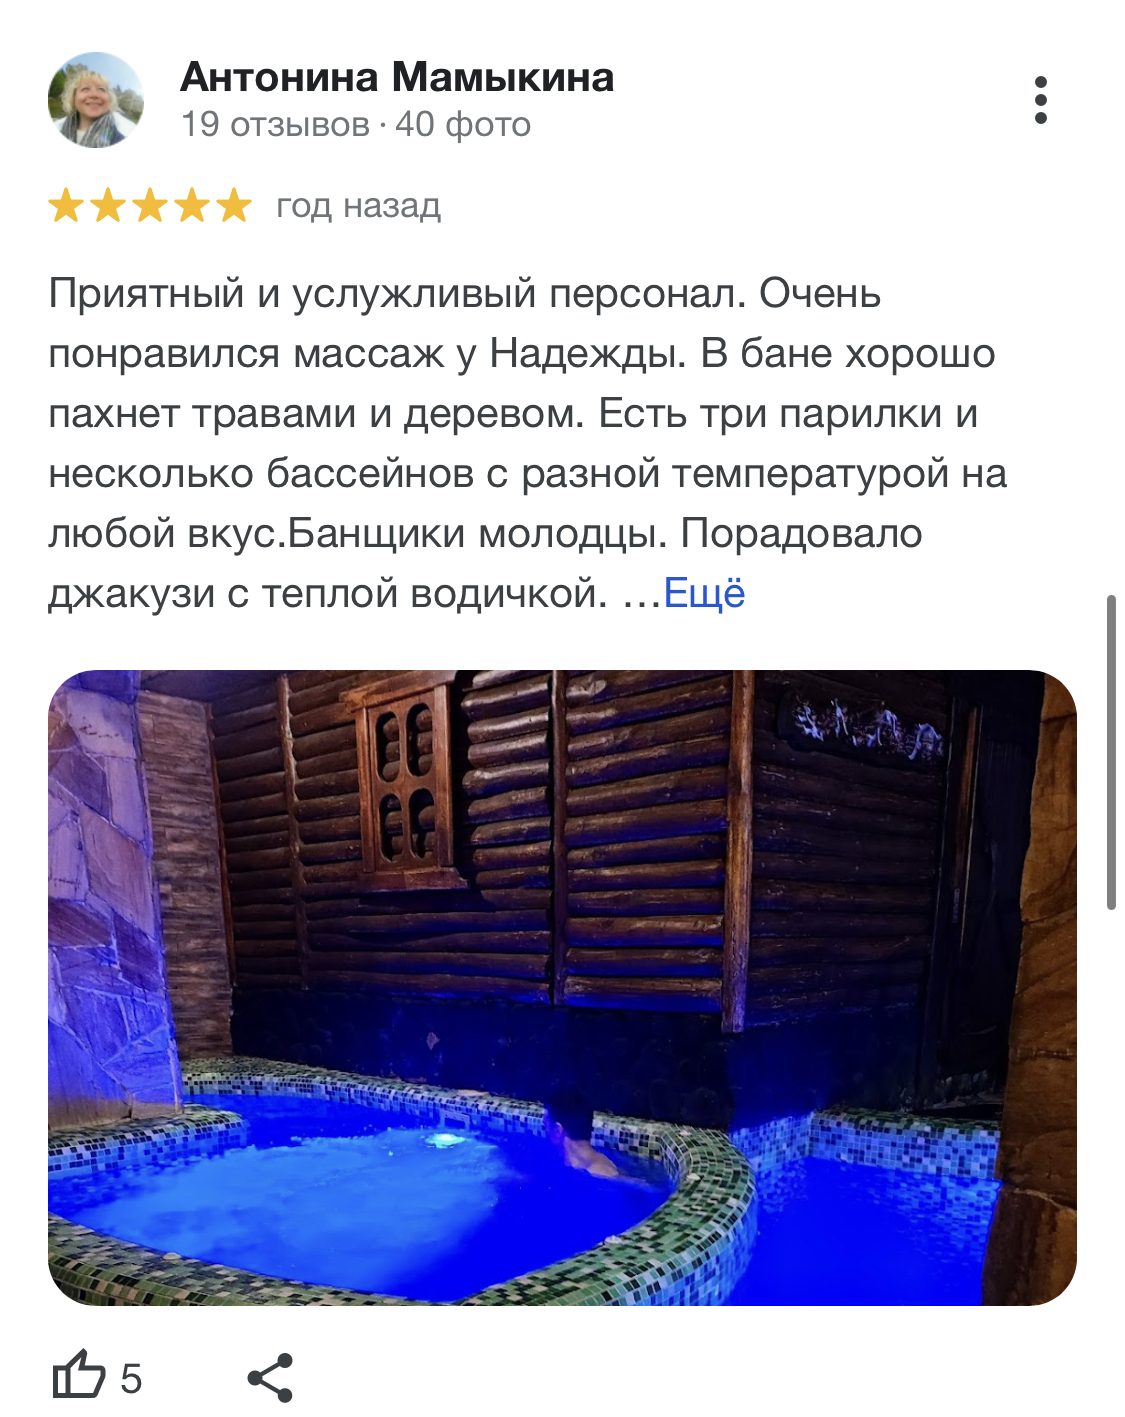 Антонина Мамыкина
19 отзывов · 40 фото
год назад
Приятный и услужливый персонал. Очень
понравился массаж у Надежды. В бане хорошо
пахнет травами и деревом. Есть три парилки и
несколько бассейнов с разной температурой на
любой вкус.Банщики молодцы. Порадовало
джакузи с теплой водичкой. …Ещё
5